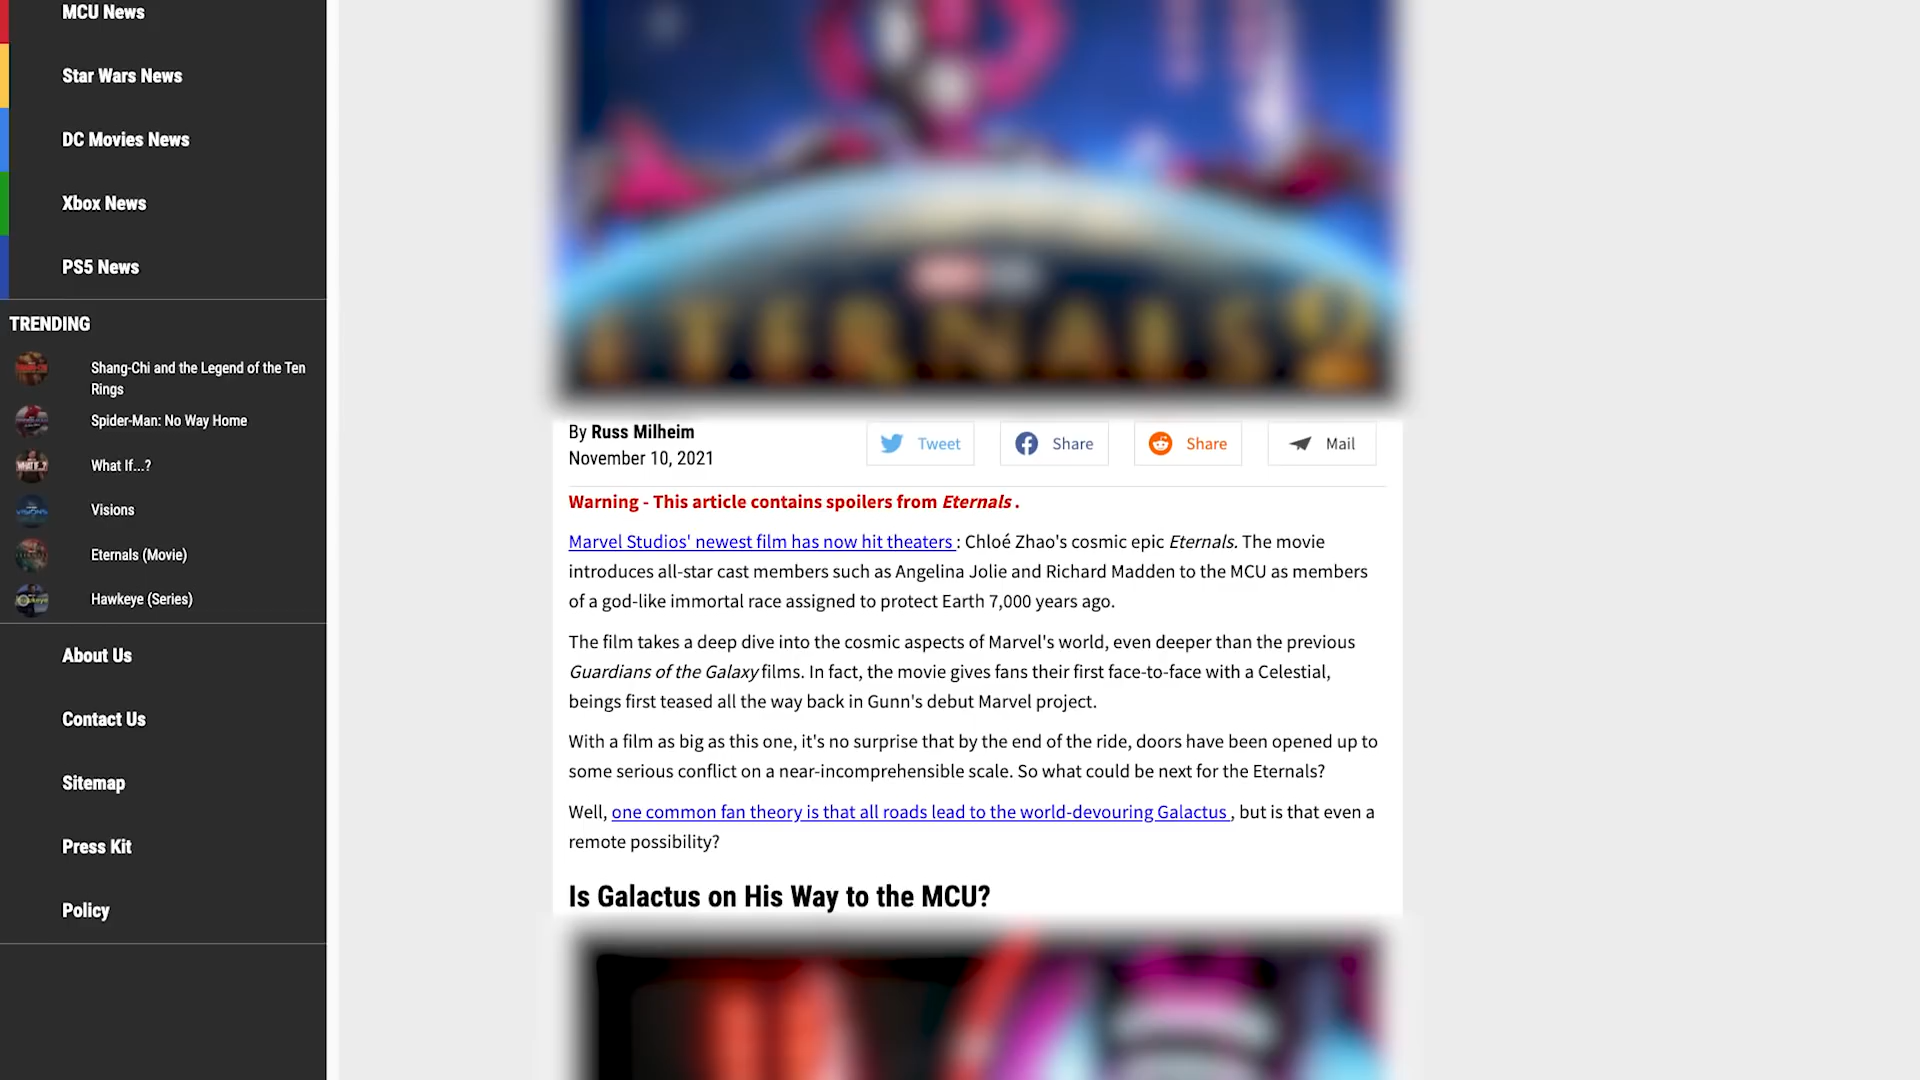 MCU News
Star Wars News
DC Movies News
Xbox News
PS5 News
TRENDING
Shang-Chi and the Legend of the Ten
Rings
Spider-Man: No Way Home
What If...?
Visions
Eternals (Movie)
Hawkeye (Series)
About Us
Contact Us
Sitemap
Press Kit
Policy
ETERNALS 2
By Russ Milheim
November 10, 2021
Tweet
Share
Share
Mail
Warning - This article contains spoilers from Eternals .
Marvel Studios' newest film has now hit theaters : Chloé Zhao's cosmic epic Eternals. The movie
introduces all-star cast members such as Angelina Jolie and Richard Madden to the MCU as members
of a god-like immortal race assigned to protect Earth 7,000 years ago.
The film takes a deep dive into the cosmic aspects of Marvel's world, even deeper than the previous
Guardians of the Galaxy films. In fact, the movie gives fans their first face-to-face with a Celestial,
beings first teased all the way back in Gunn's debut Marvel project.
With a film as big as this one, it's no surprise that by the end of the ride, doors have been opened up to
some serious conflict on a near-incomprehensible scale. So what could be next for the Eternals?
Well, one common fan theory is that all roads lead to the world-devouring Galactus , but is that even a
remote possibility?
Is Galactus on His Way to the MCU?